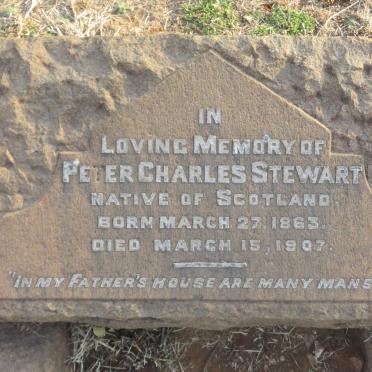 IN
LOVING MEMORY OF
PETER CHARLES STEWART
NATIVE OF SCOTLAND.
BORN MARCH 27, 1863.
DIED MARCH 15, 1907.
"IN MY FATHER'S HOUSE ARE MANY MANS